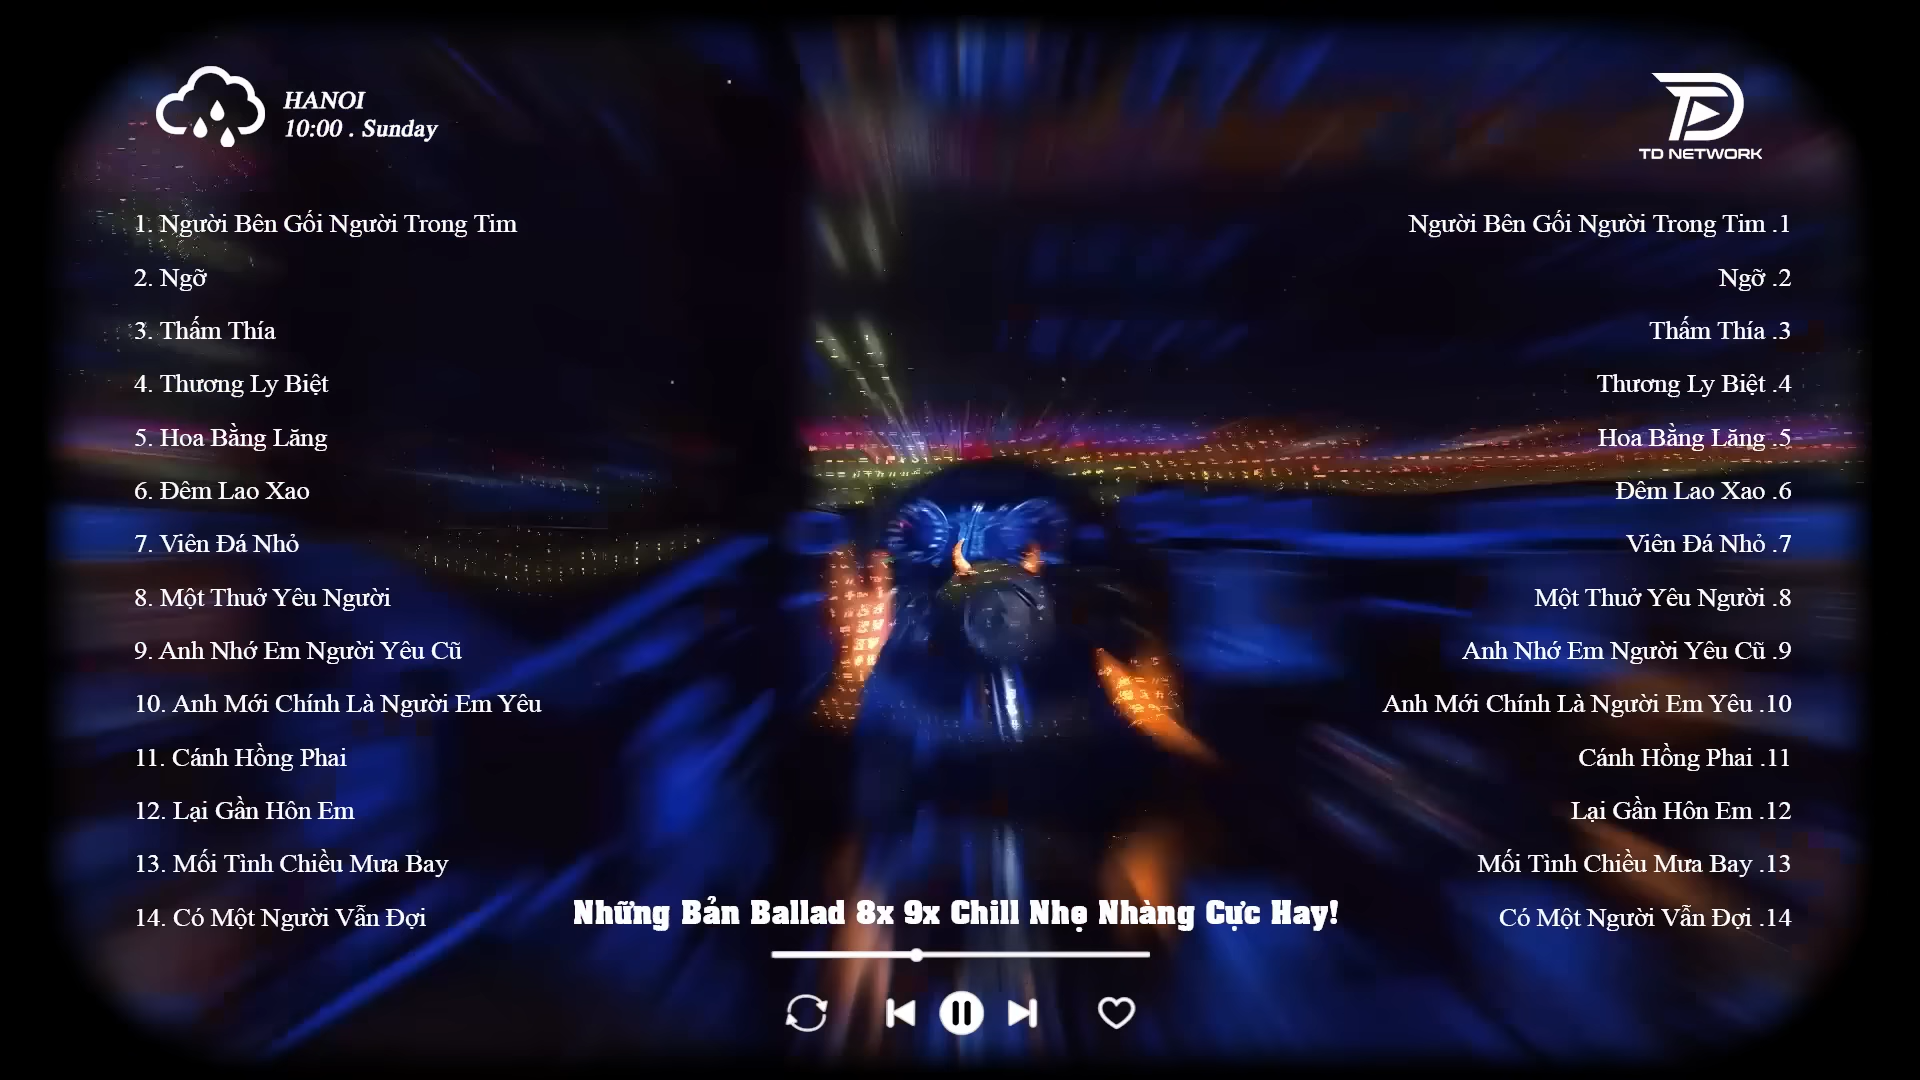 HANOI
10:00 . Sunday
TD NETWORK
1. Người Bên Gối Người Trong Tim
2. Ngỡ
3. Thấm Thía
4. Thương Ly Biệt
5. Hoa Bằng Lăng
6. Đêm Lao Xao
7. Viên Đá Nhỏ
8. Một Thuở Yêu Người
9. Anh Nhớ Em Người Yêu Cũ
10. Anh Mới Chính Là Người Em Yêu
11. Cánh Hồng Phai
12. Lại Gần Hôn Em
13. Mối Tình Chiều Mưa Bay
14. Có Một Người Vẫn Đợi
Người Bên Gối Người Trong Tim .1
Ngỡ .2
Thấm Thía .3
Thương Ly Biệt .4
Hoa Bằng Lăng .5
Đêm Lao Xao .6
Viên Đá Nhỏ .7
Một Thuở Yêu Người .8
Anh Nhớ Em Người Yêu Cũ .9
Anh Mới Chính Là Người Em Yêu .10
Cánh Hồng Phai .11
Lại Gần Hôn Em .12
Mối Tình Chiều Mưa Bay .13
Có Một Người Vẫn Đợi .14
Những Bản Ballad 8x 9x Chill Nhẹ Nhàng Cực Hay!